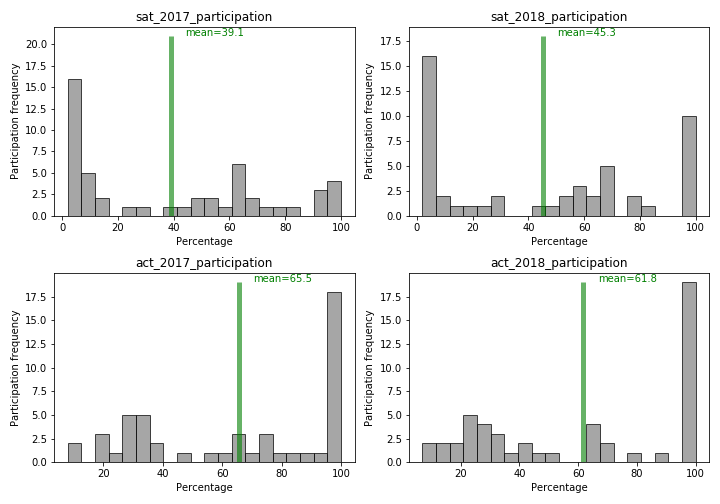 sat_2017_participation
mean=39.1
Participation frequency
20.0
17.5
15.0
12.5
10.0
7.5
5.0
2.5
0.0
0 20 40 60 80 100
Percentage
sat_2018_participation
mean=45.3
Participation frequency
17.5
15.0
12.5
10.0
7.5
5.0
2.5
0.0
0 20 40 60 80 100
Percentage
act_2017_participation
mean=65.5
Participation frequency
17.5
15.0
12.5
10.0
7.5
5.0
2.5
0.0
20 40 60 80 100
Percentage
act_2018_participation
mean=61.8
Participation frequency
17.5
15.0
12.5
10.0
7.5
5.0
2.5
0.0
20 40 60 80 100
Percentage